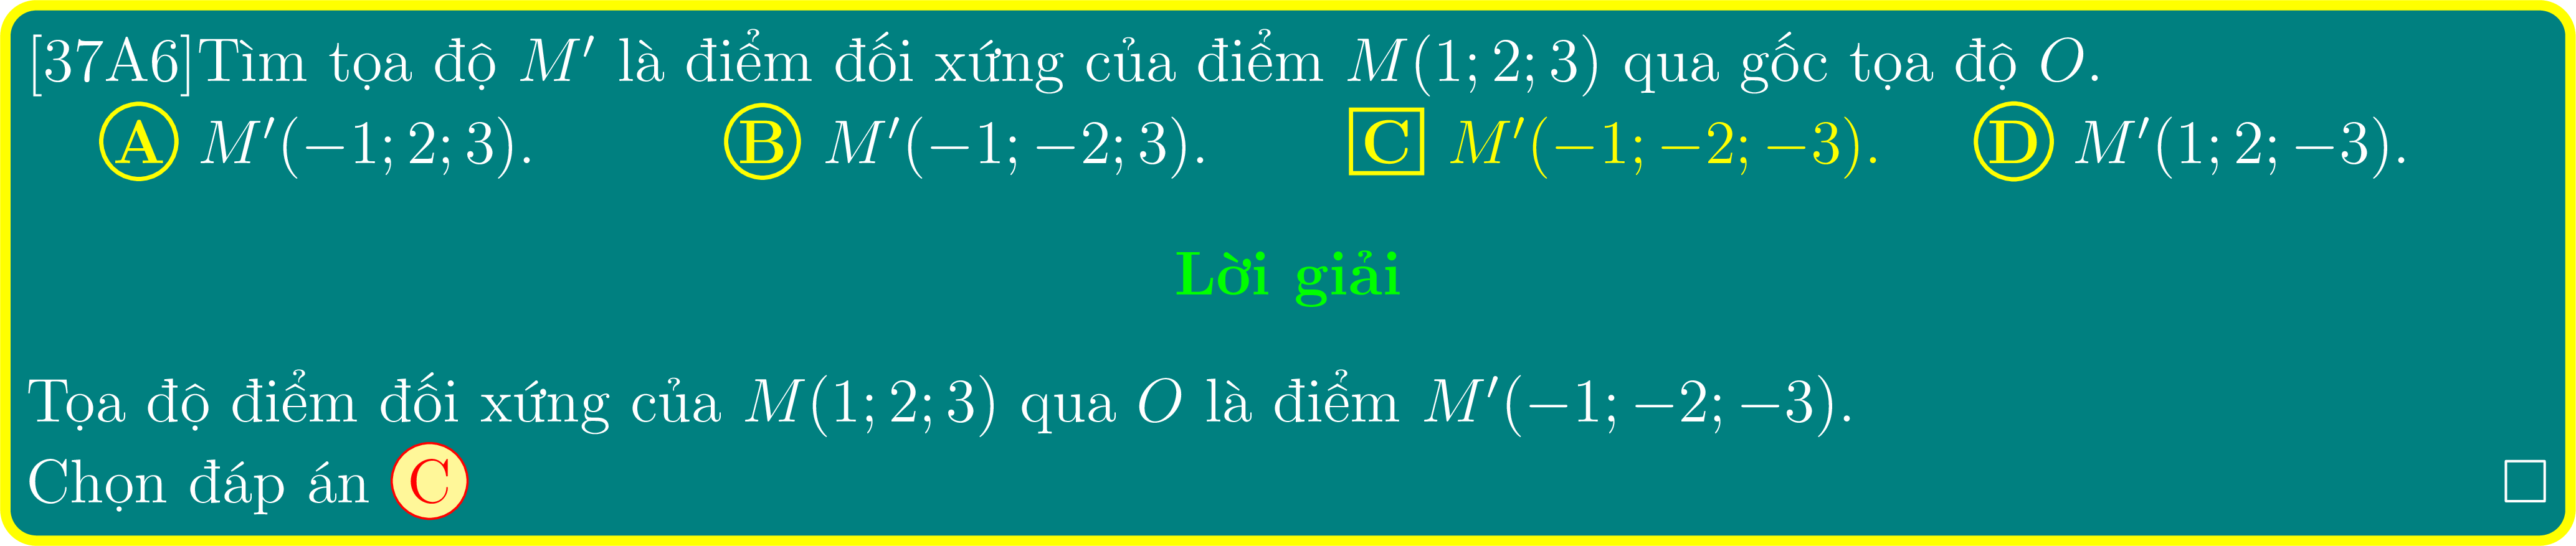 [37A6]Tìm tọa độ M′ là điểm đối xứng của điểm M(1; 2; 3) qua gốc tọa độ O.
A M′(−1; 2; 3). B M′(−1; −2; 3). C M′(−1; −2; −3). D M′(1; 2; −3).
Lời giải
Tọa độ điểm đối xứng của M(1; 2; 3) qua O là điểm M′(−1; −2; −3).
Chọn đáp án C □